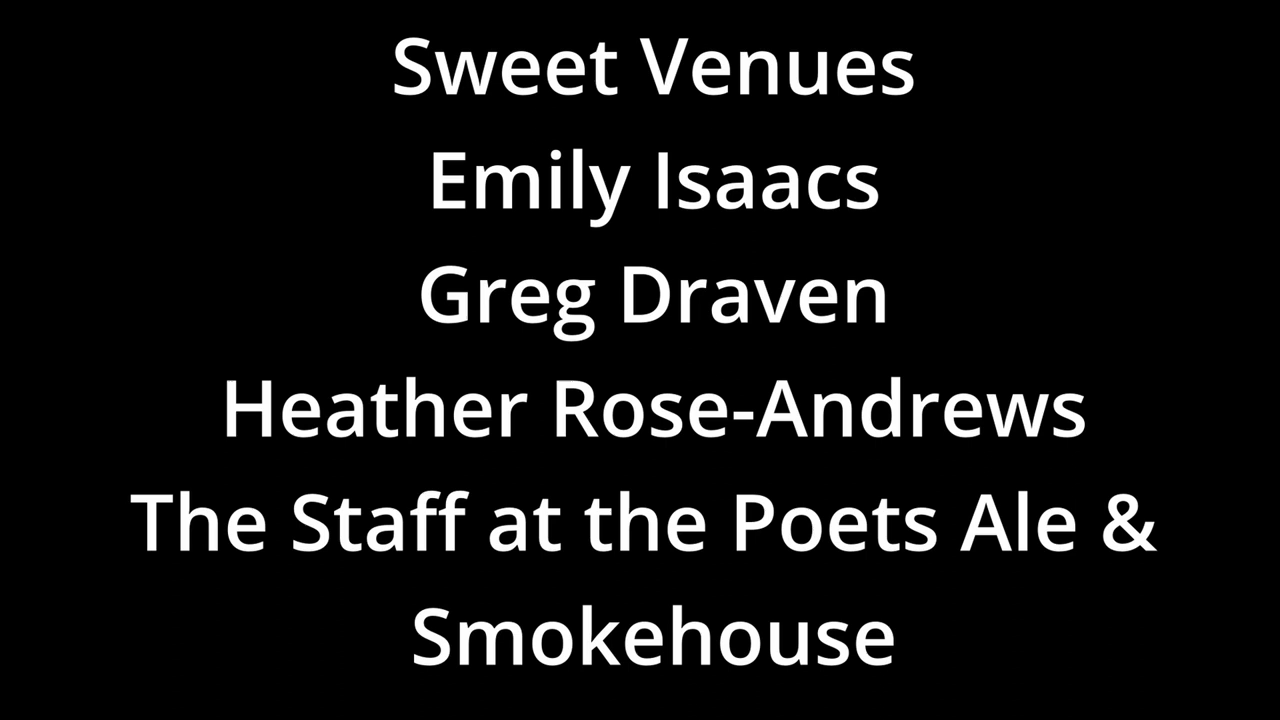 Sweet Venues
Emily Isaacs
Greg Draven
Heather Rose-Andrews
The Staff at the Poets Ale &
Smokehouse